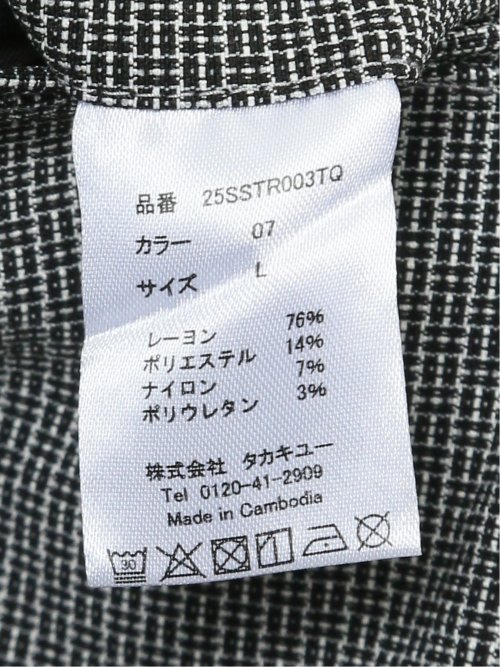 品番 25SSTR003TQ
カラー 07
サイズ L
レーヨン 76%
ポリエステル 14%
ナイロン 7%
ポリウレタン 3%
株式会社 タカキュー
Tel 0120-41-2909
Made in Cambodia
30